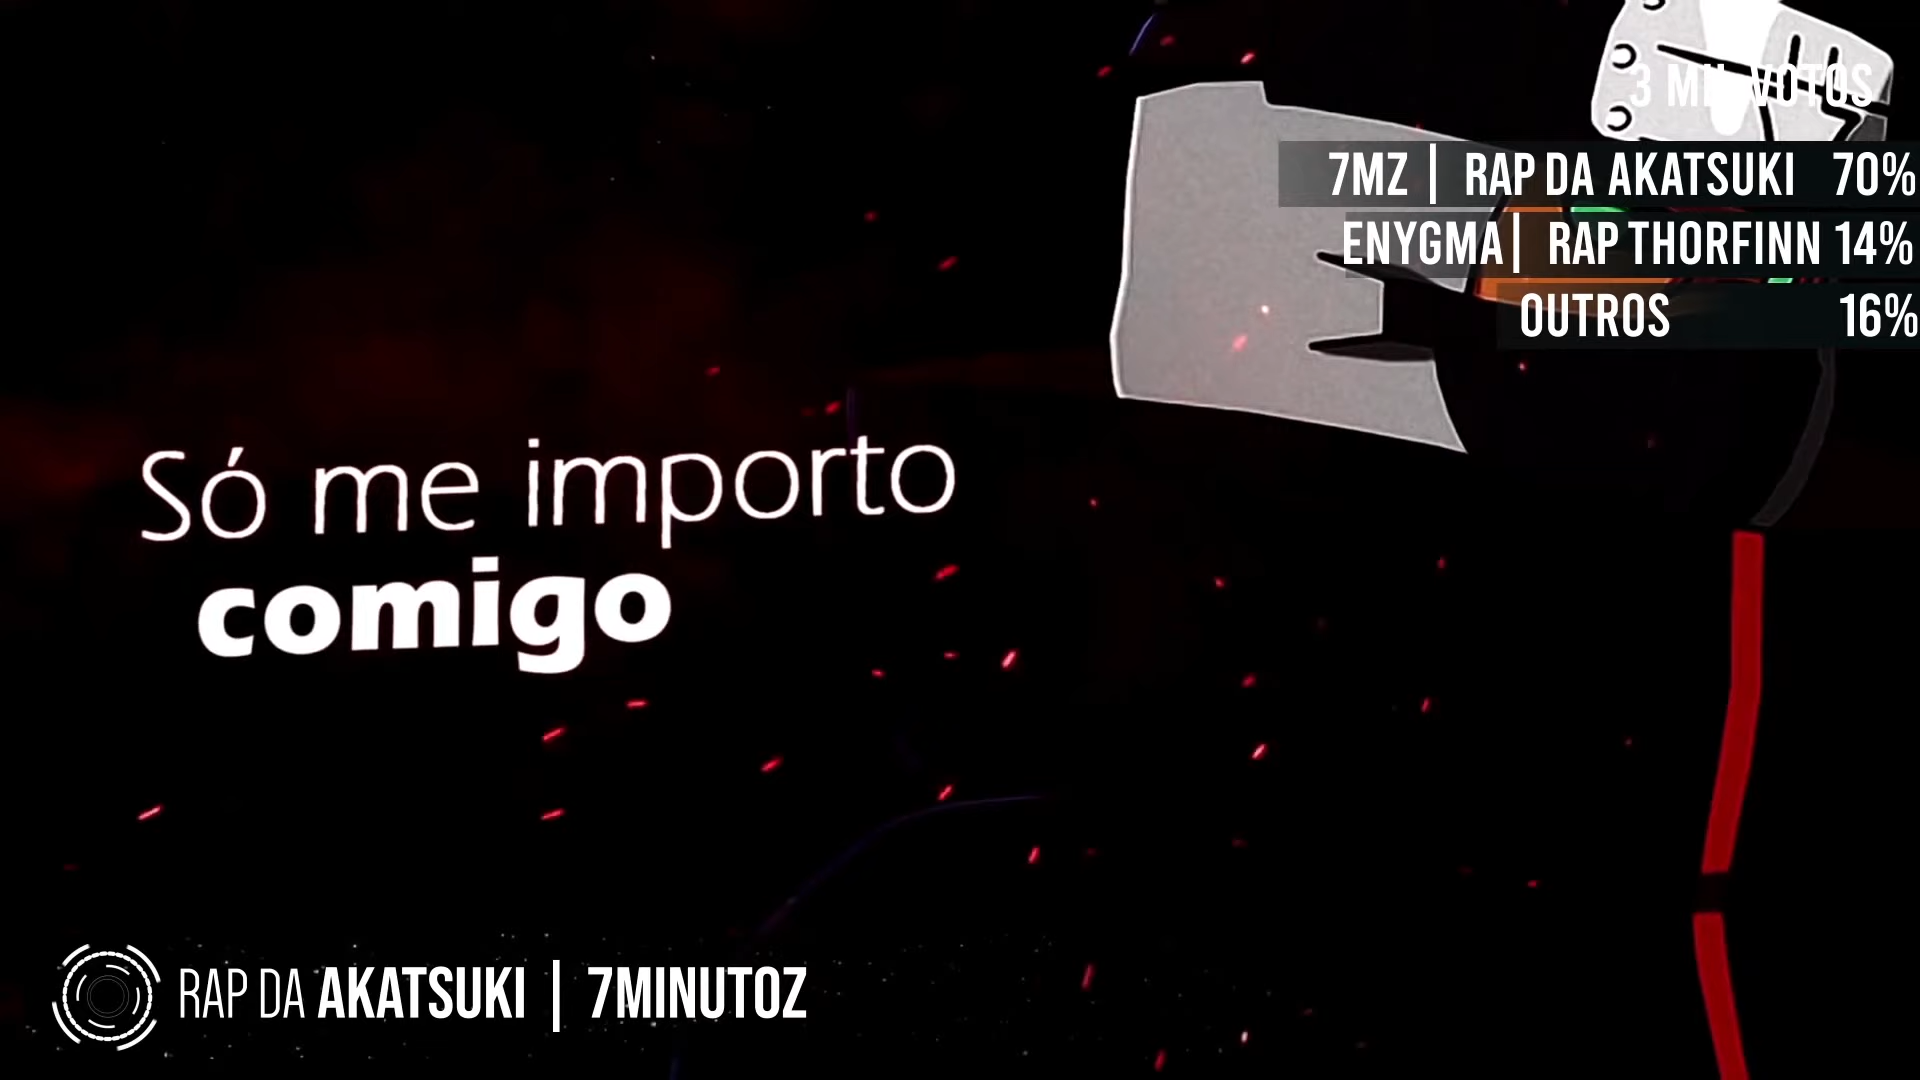 3 MIL VOTOS
7MZ | RAP DA AKATSUKI 70%
ENYGMA | RAP THORFINN 14%
OUTROS 16%
Só me importo
comigo
RAP DA AKATSUKI | 7MINUTOZ